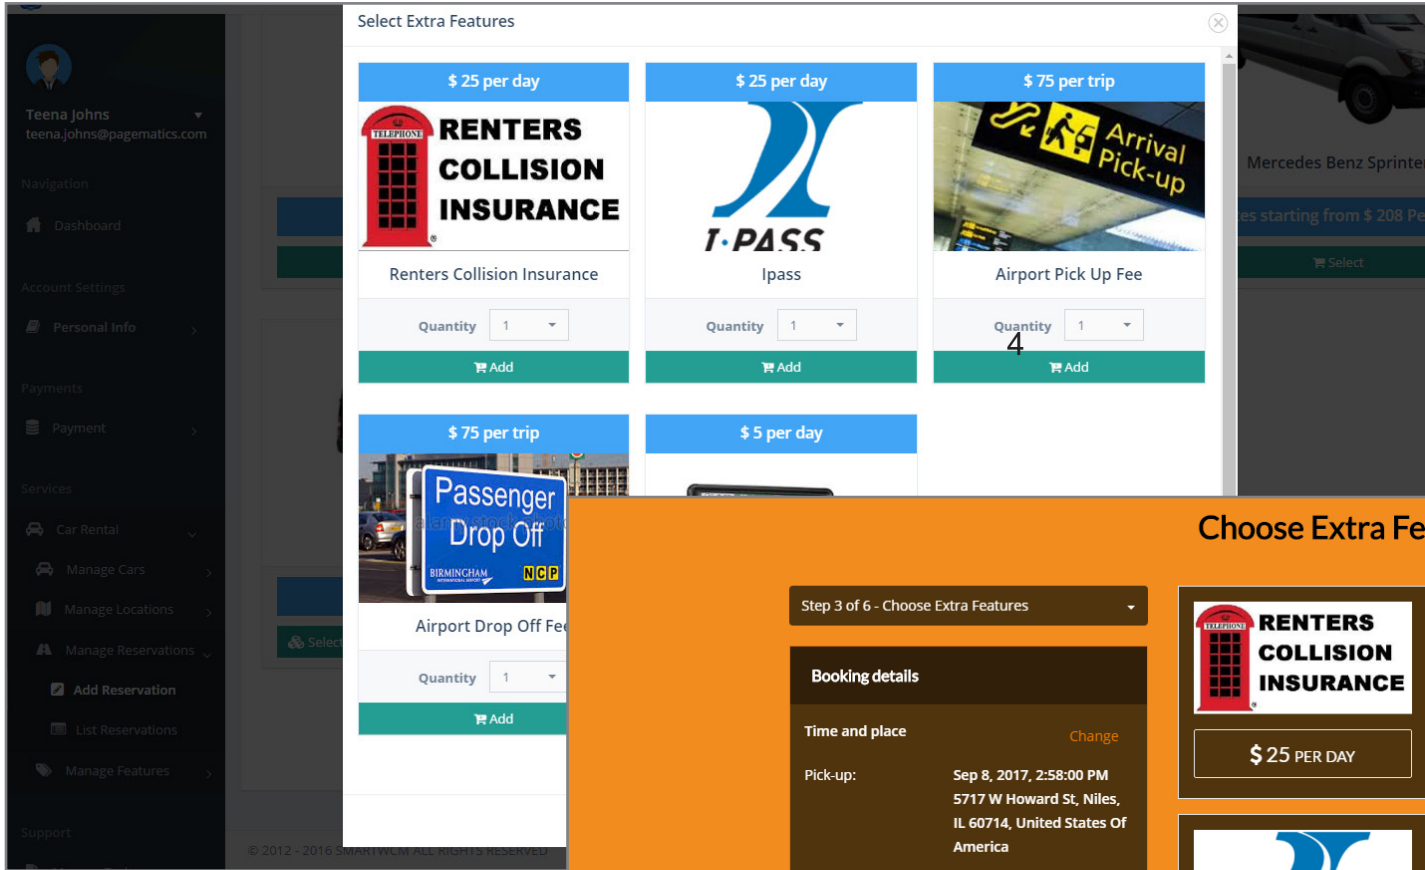 Select Extra Features
Teena Johns
teena.johns@pagematics.com
Navigation
Dashboard
Account Settings
Personal Info
Payments
Payment
Services
Car Rental
Manage Cars
Manage Locations
Manage Reservations
Add Reservation
List Reservations
Manage Features
Support
$ 25 per day
TELEPHONE
RENTERS
COLLISION
INSURANCE
Renters Collision Insurance
Quantity 1
Add
$ 25 per day
I·PASS
Ipass
Quantity 1
Add
$ 75 per trip
Arrival
Pick-up
Airport Pick Up Fee
Quantity 1
4
Add
$ 75 per trip
Passenger
Drop Off
BIRMINGHAM
INTERNATIONAL AIRPORT
NCP
alamy stock photo
Airport Drop Off Fee
Quantity 1
Add
$ 5 per day
Mercedes Benz Sprinter
starting from $ 208
Select
Select
© 2012 - 2016 SMARTWCM ALL RIGHTS RESERVED
Choose Extra Fe
Step 3 of 6 - Choose Extra Features
Booking details
Time and place
Change
Pick-up:
Sep 8, 2017, 2:58:00 PM
5717 W Howard St, Niles,
IL 60714, United States Of
America
TELEPHONE
RENTERS
COLLISION
INSURANCE
$ 25 PER DAY